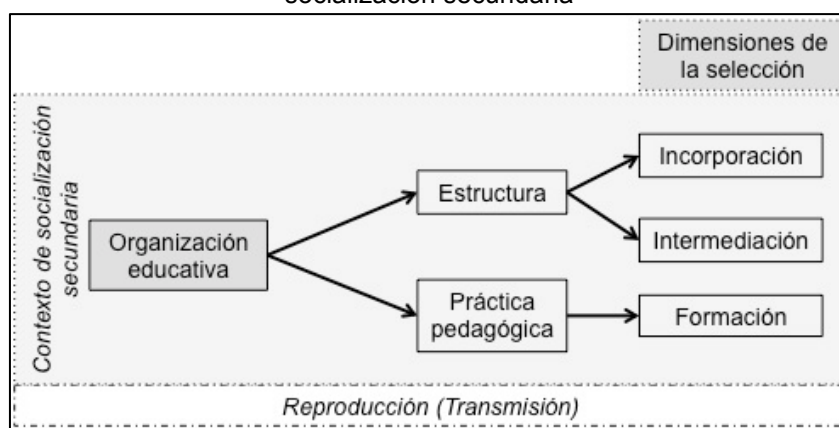 socialización secundaria
Dimensiones de
la selección
Contexto de socialización
secundaria
Organización
educativa
Estructura
Práctica
pedagógica
Incorporación
Intermediación
Formación
Reproducción (Transmisión)